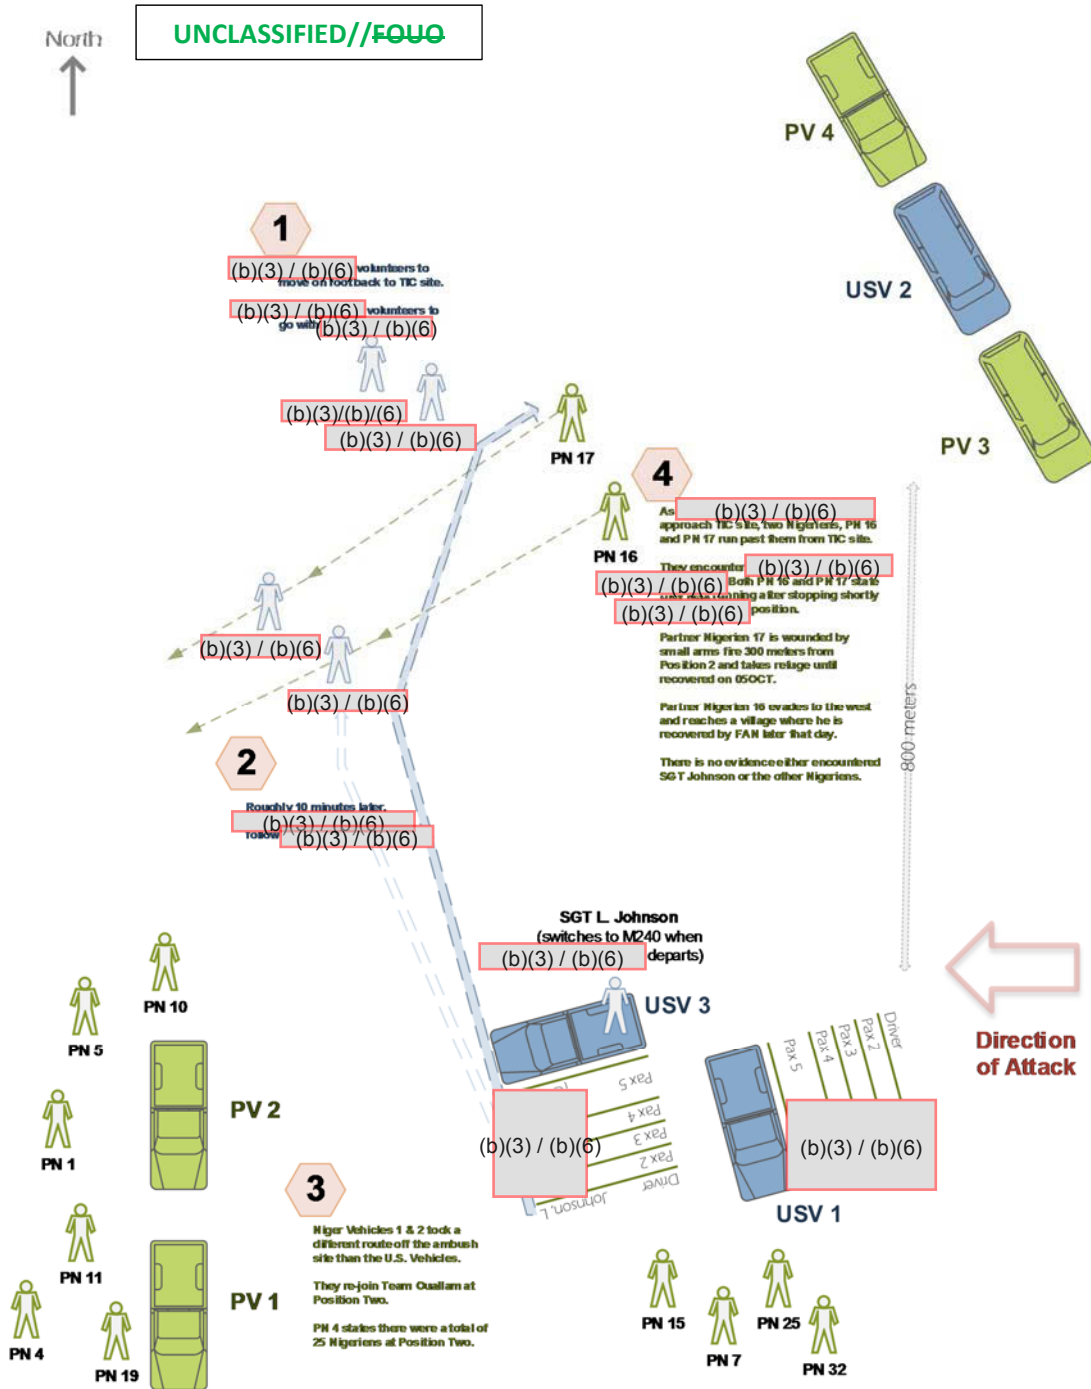 UNCLASSIFIED//FOUO
North
PV 4
USV 2
PV 3
1
(b)(3) / (b)(6) volunteers to
move on foot back to TIC site.
(b)(3) / (b)(6) volunteers to
go with (b)(3) / (b)(6)
(b)(3)/(b)/(6)
(b)(3) / (b)(6)
PN 17
PN 16
4
As (b)(3) / (b)(6)
approach TIC site, two Nigeriens, PN 16
and PN 17 run past them from TIC site.
They encounter (b)(3) / (b)(6)
(b)(3) / (b)(6) Both PN 16 and PN 17 state
ning after stopping shortly
(b)(3) / (b)(6) position.
Partner Nigerien 17 is wounded by
small arms fire 300 meters from
Position 2 and takes refuge until
recovered on 05OCT.
Partner Nigerien 16 evades to the west
and reaches a village where he is
recovered by FAN later that day.
There is no evidence either encountered
SGT Johnson or the other Nigeriens.
800 meters
(b)(3) / (b)(6)
(b)(3) / (b)(6)
2
Roughly 10 minutes later,
(b)(3) / (b)(6)
follow (b)(3) / (b)(6)
SGT L. Johnson
(switches to M240 when
(b)(3) / (b)(6) departs)
USV 3
Pax 5
Pax 4
Pax 3
Pax 2
Driver
Johnson, L
(b)(3) / (b)(6)
Driver
Pax 2
Pax 3
Pax 4
Pax 5
(b)(3) / (b)(6)
USV 1
Direction
of Attack
PN 10
PN 5
PN 1
PV 2
PN 11
PN 4
PN 19
PV 1
3
Niger Vehicles 1 & 2 took a
different route off the ambush
site than the U.S. Vehicles.
They re-join Team Ouallam at
Position Two.
PN 4 states there were a total of
25 Nigeriens at Position Two.
PN 15
PN 7
PN 25
PN 32